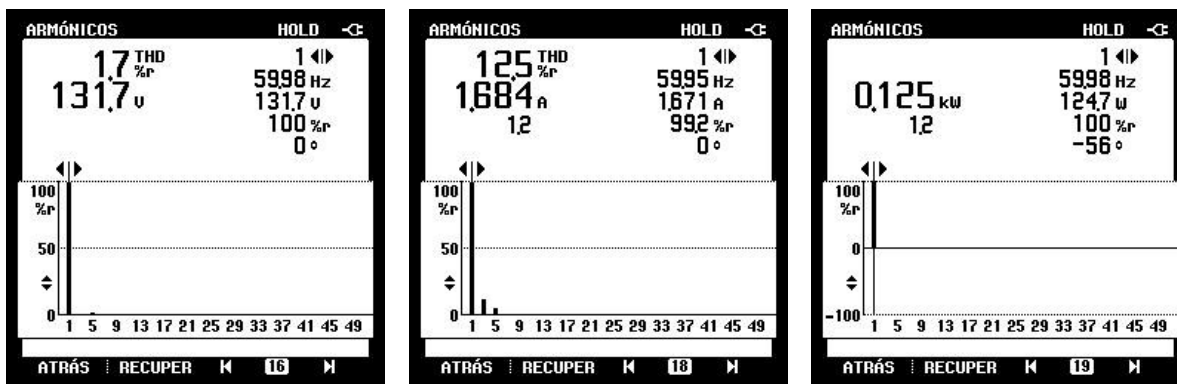 ARMÓNICOS HOLD
1,7 THD %r 1
131,7 V 59,98 Hz
131,7 V
100 %r
0 °
100
%r
50
0
1 5 9 13 17 21 25 29 33 37 41 45 49
ATRÁS RECUPER 16
ARMÓNICOS HOLD
12,5 THD %r 1
1,684 A 59,95 Hz
1,2 1,671 A
99,2 %r
0 °
100
%r
50
0
1 5 9 13 17 21 25 29 33 37 41 45 49
ATRÁS RECUPER 18
ARMÓNICOS HOLD
1
0,125 kW 59,98 Hz
1,2 124,7 W
100 %r
-56 °
100
%r
0
-100
1 5 9 13 17 21 25 29 33 37 41 45 49
ATRÁS RECUPER 19